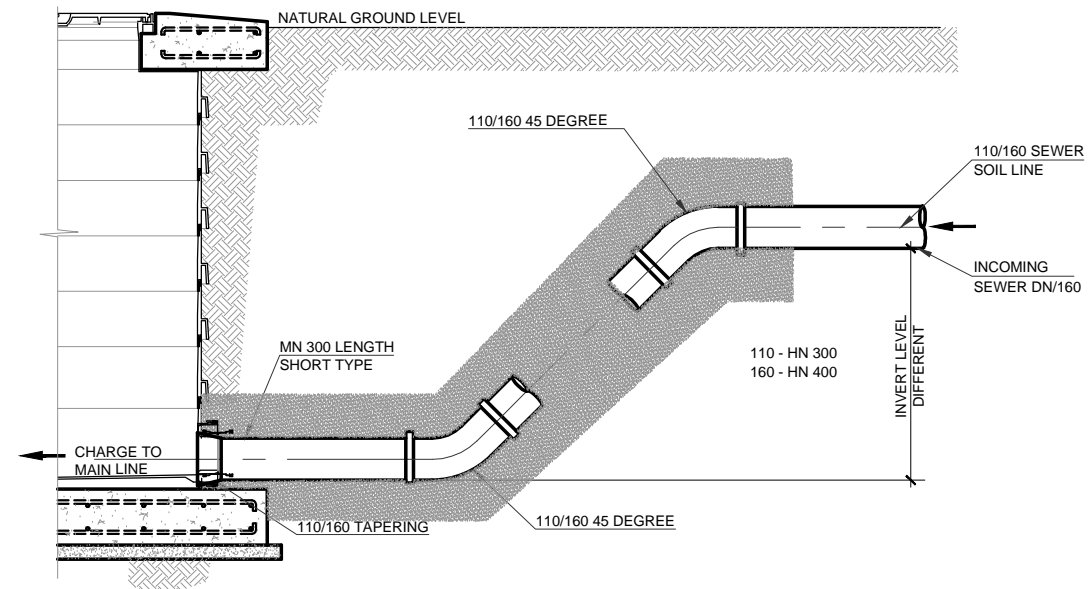 NATURAL GROUND LEVEL
110/160 45 DEGREE
110/160 SEWER
SOIL LINE
INCOMING
SEWER DN/160
MN 300 LENGTH
SHORT TYPE
110 - HN 300
160 - HN 400
INVERT LEVEL
DIFFERENT
CHARGE TO
MAIN LINE
110/160 TAPERING
110/160 45 DEGREE